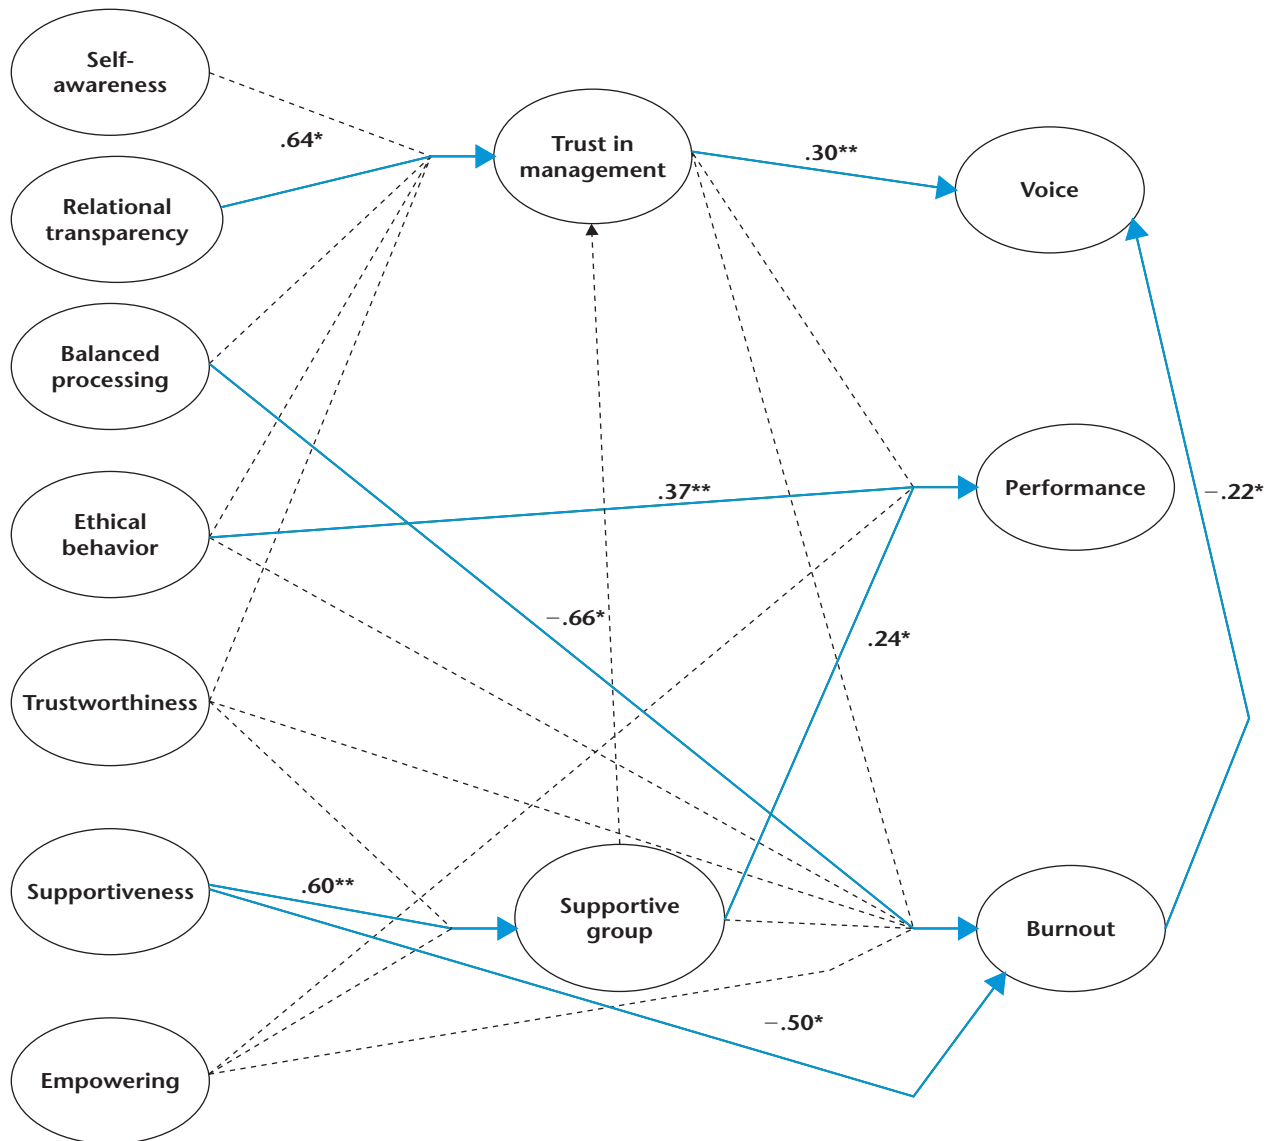 Self-
awareness
.64*
Trust in
management
.30**
Voice
Relational
transparency
Balanced
processing
Ethical
behavior
.37**
Performance
−.22*
−.66*
.24*
Trustworthiness
Supportiveness
.60**
Supportive
group
Burnout
−.50*
Empowering